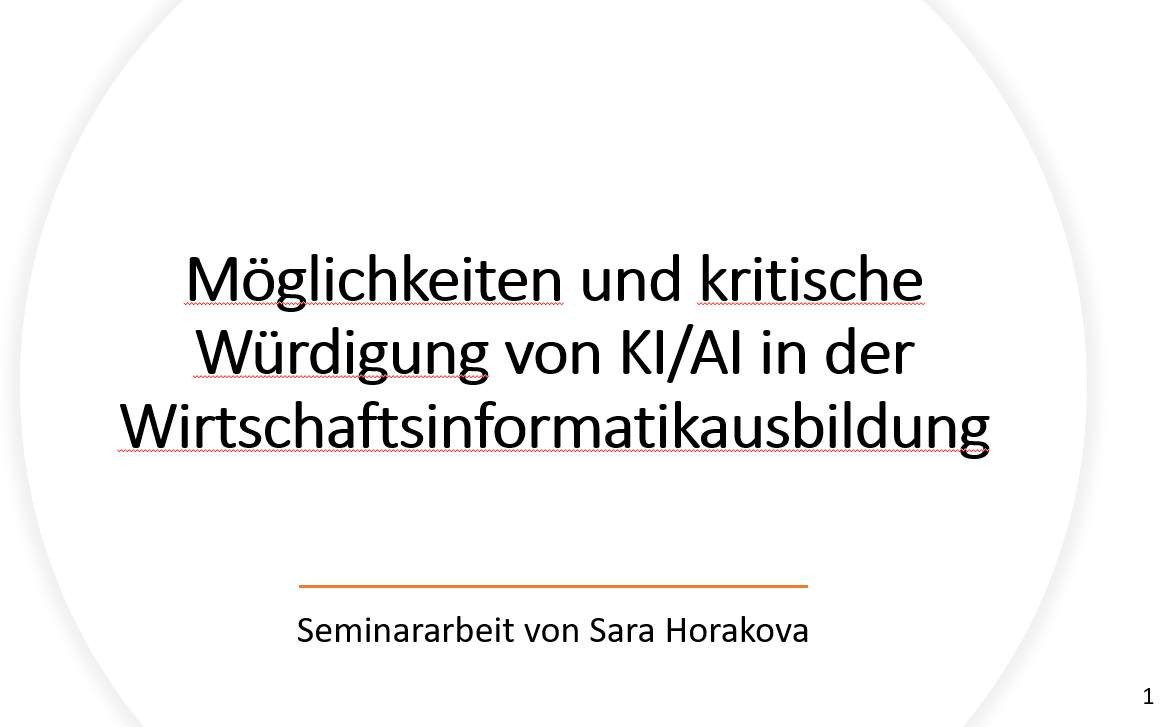 Möglichkeiten und kritische
Würdigung von KI/AI in der
Wirtschaftsinformatikausbildung
Seminararbeit von Sara Horakova
1